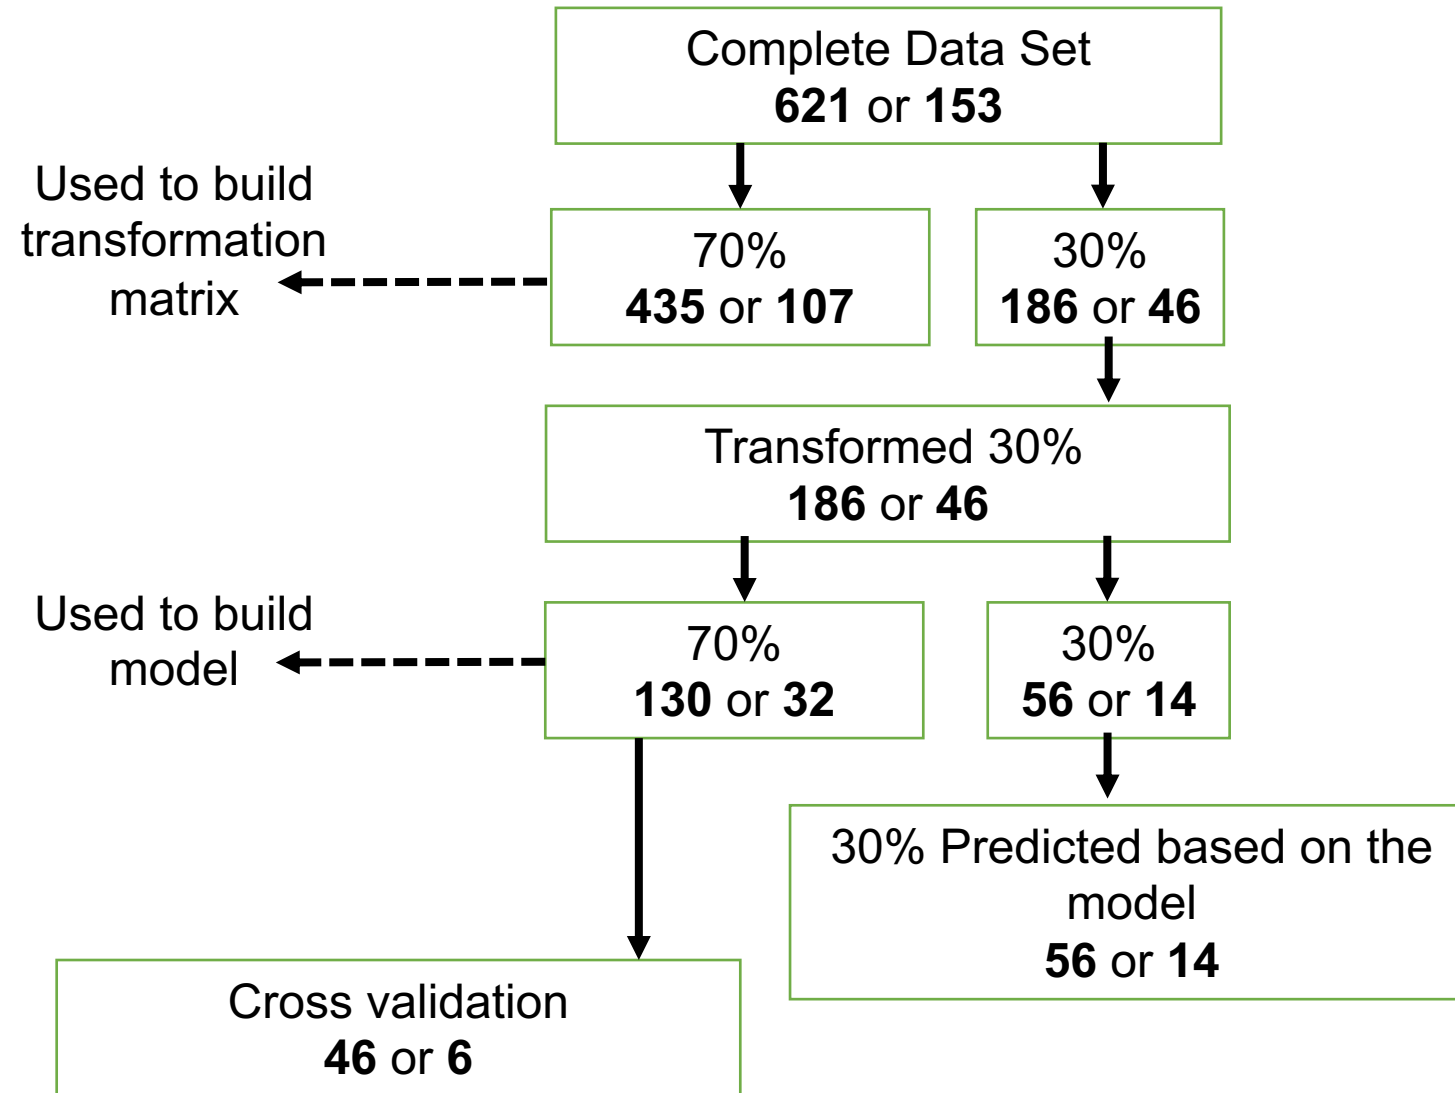 Complete Data Set
621 or 153
Used to build
transformation
matrix
70%
435 or 107
30%
186 or 46
Transformed 30%
186 or 46
Used to build
model
70%
130 or 32
30%
56 or 14
30% Predicted based on the
model
56 or 14
Cross validation
46 or 6